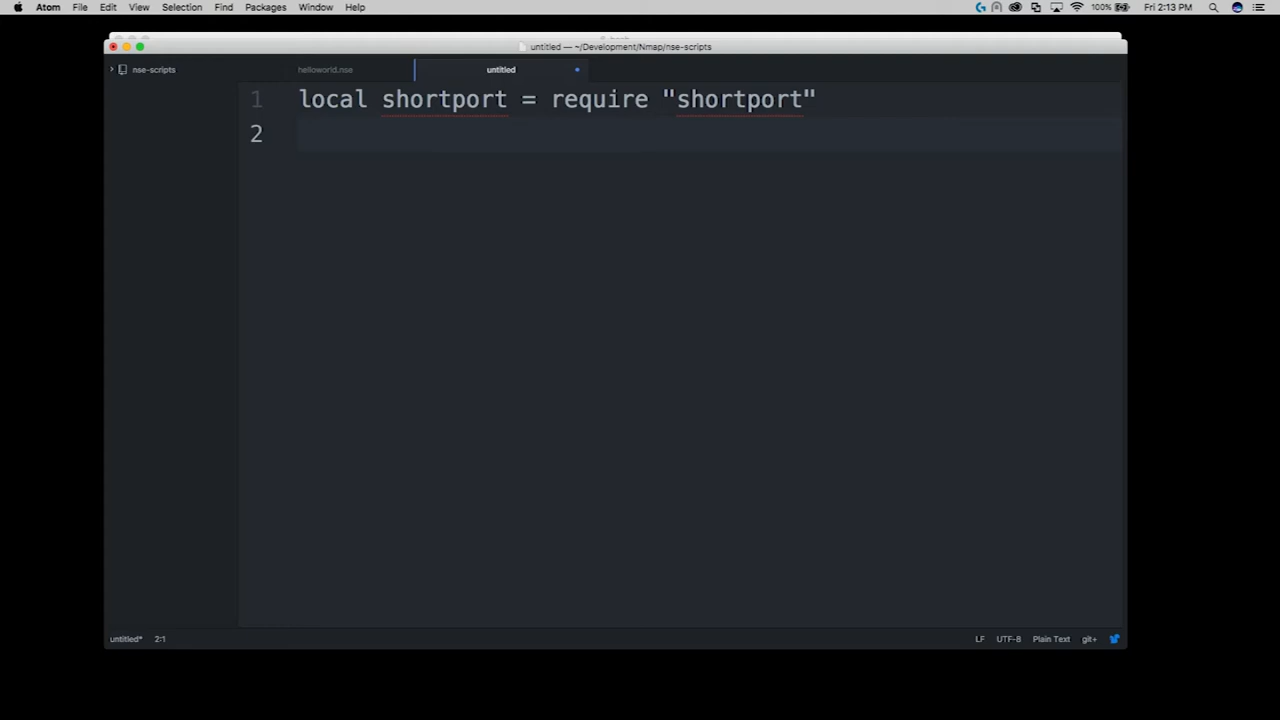 Atom File Edit View Selection Find Packages Window Help 100% Fri 2:13 PM
untitled — ~/Development/Nmap/nse-scripts
nse-scripts helloworld.nse untitled
1 local shortport = require "shortport"
2
untitled* 2:1 LF UTF-8 Plain Text git+